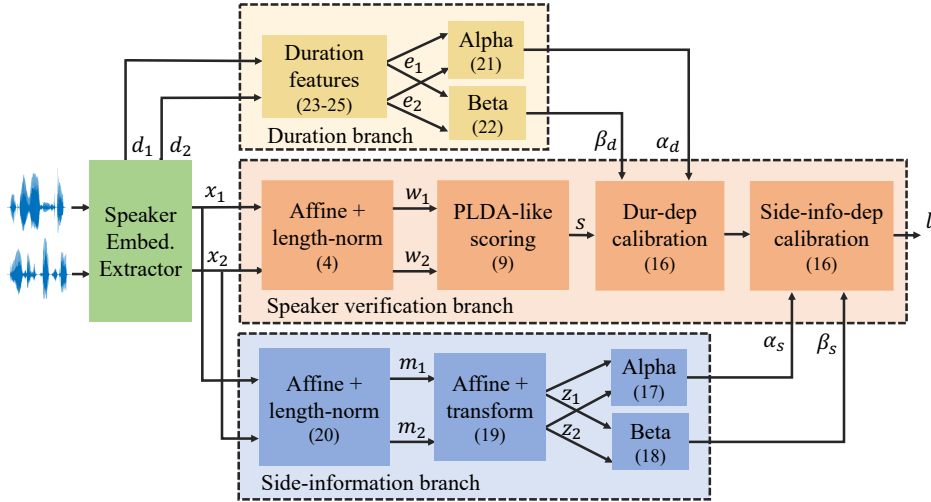 Duration
features
(23-25)
e1
e2
Alpha
(21)
Beta
(22)
Duration branch
d1 d2
βd
αd
Speaker
Embed.
Extractor
x1
x2
Affine +
length-norm
(4)
w1
w2
PLDA-like
scoring
(9)
s
Dur-dep
calibration
(16)
Side-info-dep
calibration
(16)
l
Speaker verification branch
αs
βs
Affine +
length-norm
(20)
m1
m2
Affine +
transform
(19)
z1
z2
Alpha
(17)
Beta
(18)
Side-information branch